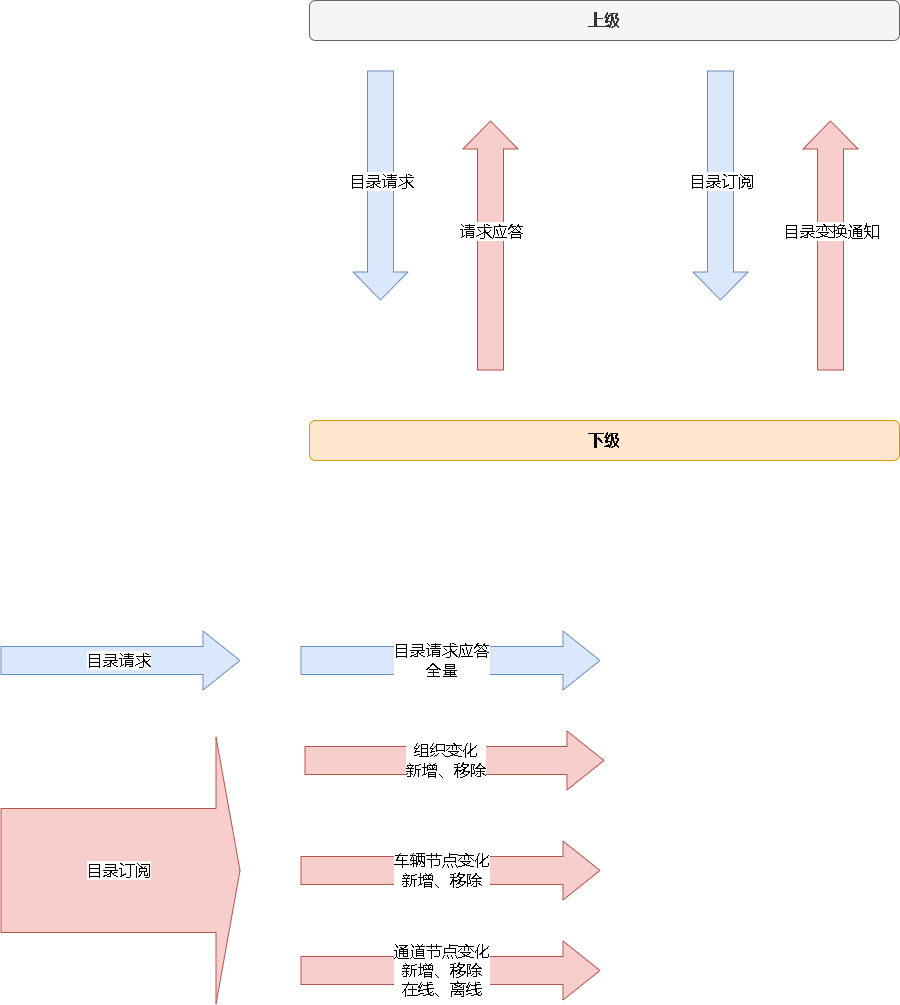 上级
目录请求
目录订阅
请求应答
目录变换通知
下级
目录请求
目录请求应答
全量
组织变化
新增、移除
目录订阅
车辆节点变化
新增、移除
通道节点变化
新增、移除
在线、离线